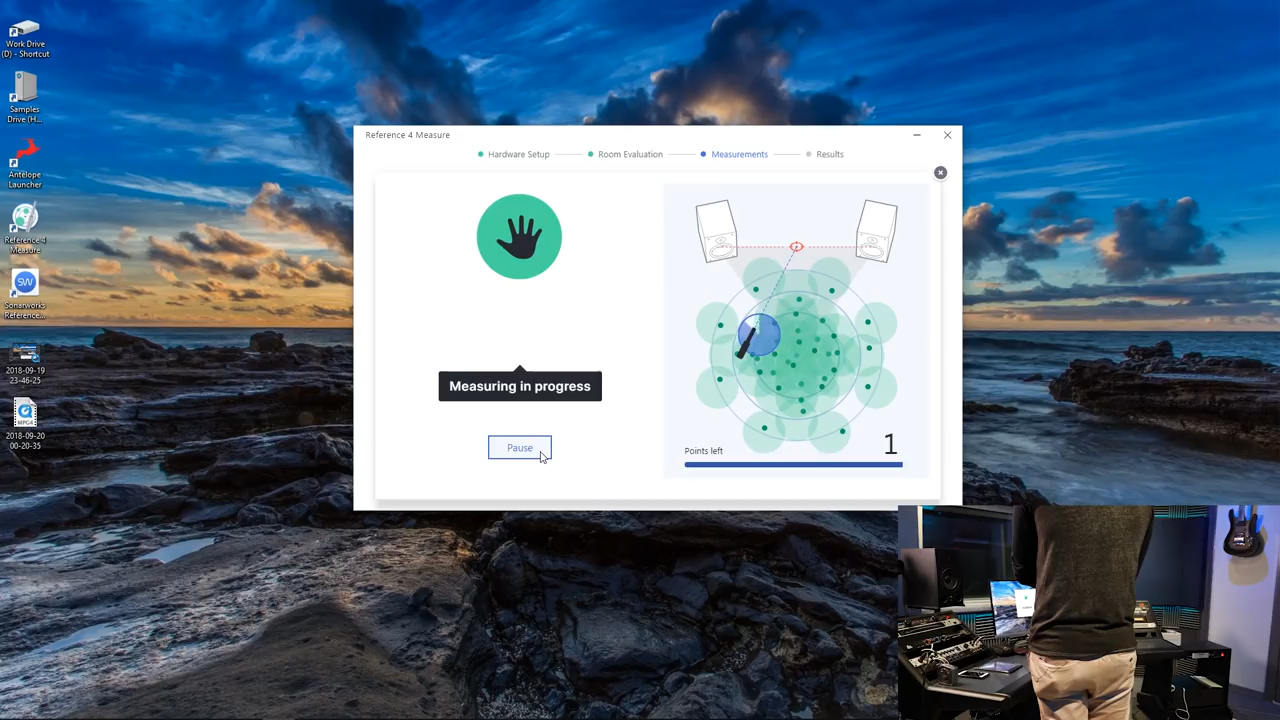 Work Drive
(D) - Shortcut
Samples
Drive (H...
Antelope
Launcher
Reference 4
Measure
SW
Sonarworks
Reference...
2018-09-19
23-46-25
MPG4
2018-09-20
00-20-35
Reference 4 Measure
Hardware Setup
Room Evaluation
Measurements
Results
Measuring in progress
Pause
Points left
1